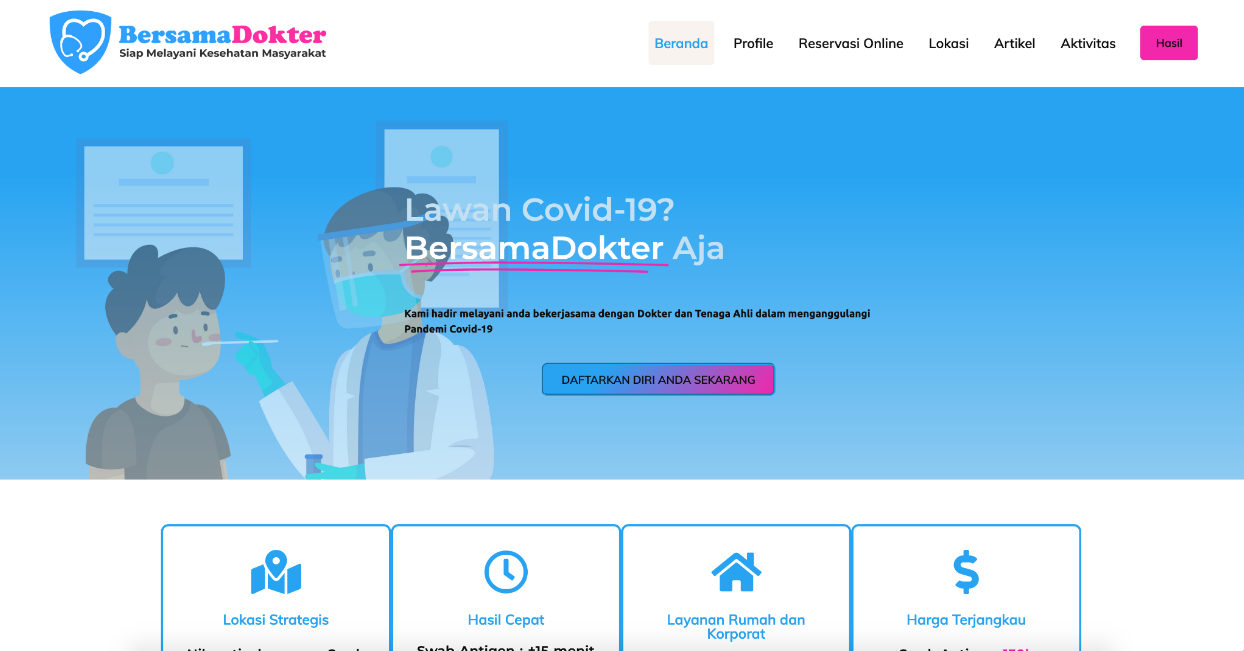 BersamaDokter
Siap Melayani Kesehatan Masyarakat
Beranda
Profile
Reservasi Online
Lokasi
Artikel
Aktivitas
Hasil
Lawan Covid-19?
BersamaDokter Aja
Kami hadir melayani anda bekerjasama dengan Dokter dan Tenaga Ahli dalam menganggulangi
Pandemi Covid-19
DAFTARKAN DIRI ANDA SEKARANG
Lokasi Strategis
Hasil Cepat
Swab Antigen : ±15 menit
Layanan Rumah dan
Korporat
Harga Terjangkau